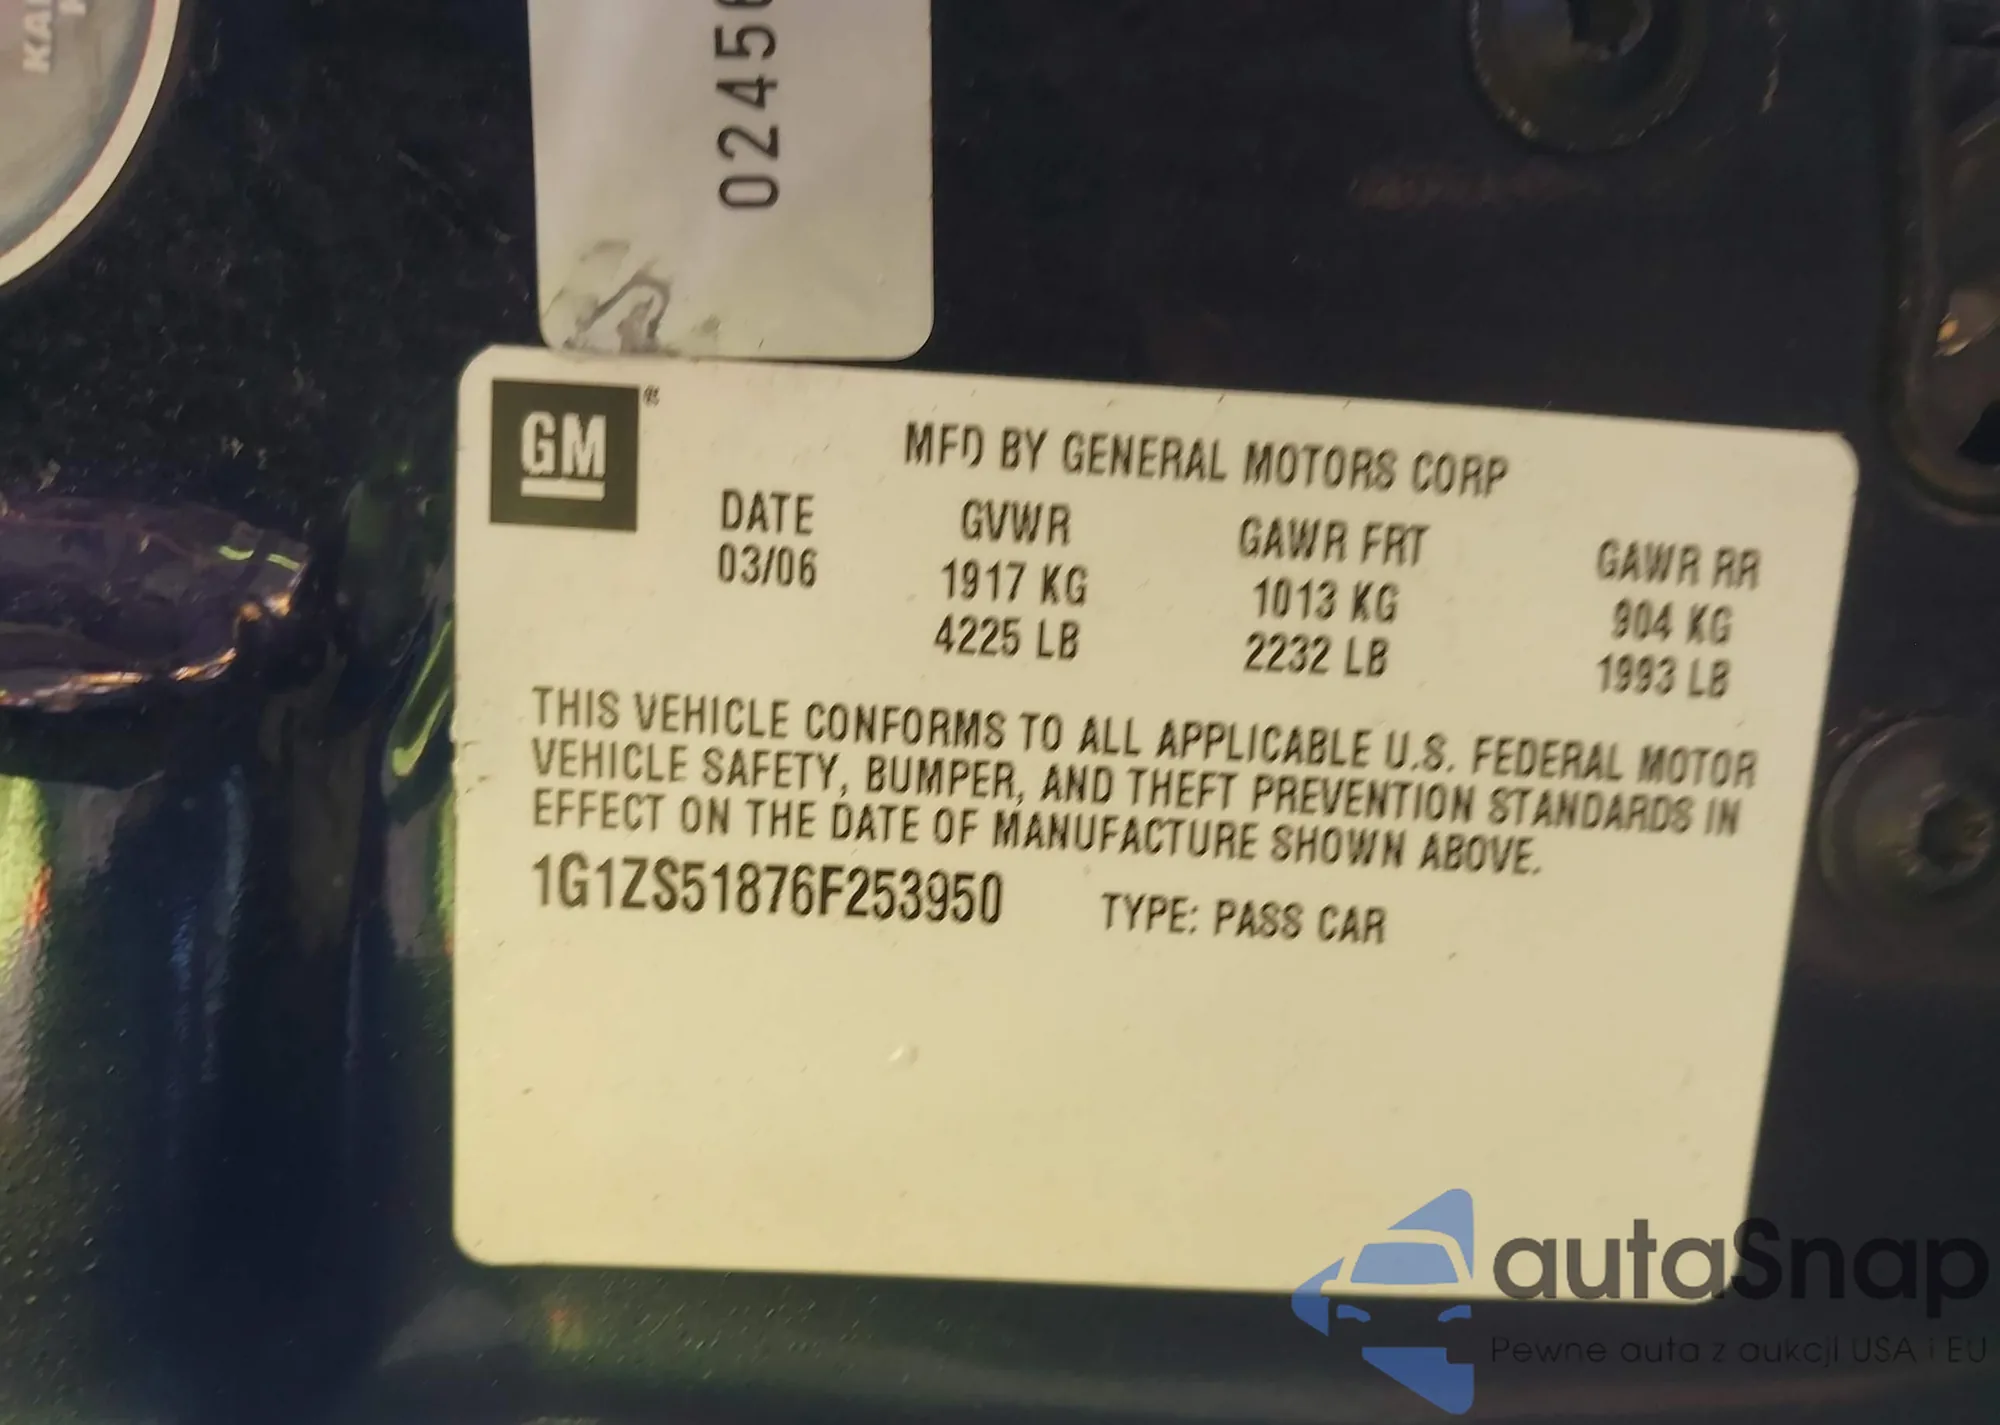 0245
GM
®
MFD BY GENERAL MOTORS CORP
DATE GVWR GAWR FRT GAWR RR
03/06 1917 KG 1013 KG 904 KG
4225 LB 2232 LB 1993 LB
THIS VEHICLE CONFORMS TO ALL APPLICABLE U.S. FEDERAL MOTOR
VEHICLE SAFETY, BUMPER, AND THEFT PREVENTION STANDARDS IN
EFFECT ON THE DATE OF MANUFACTURE SHOWN ABOVE.
1G1ZS51876F253950 TYPE: PASS CAR
autaSnap
Pewne auta z aukcji USA i EU